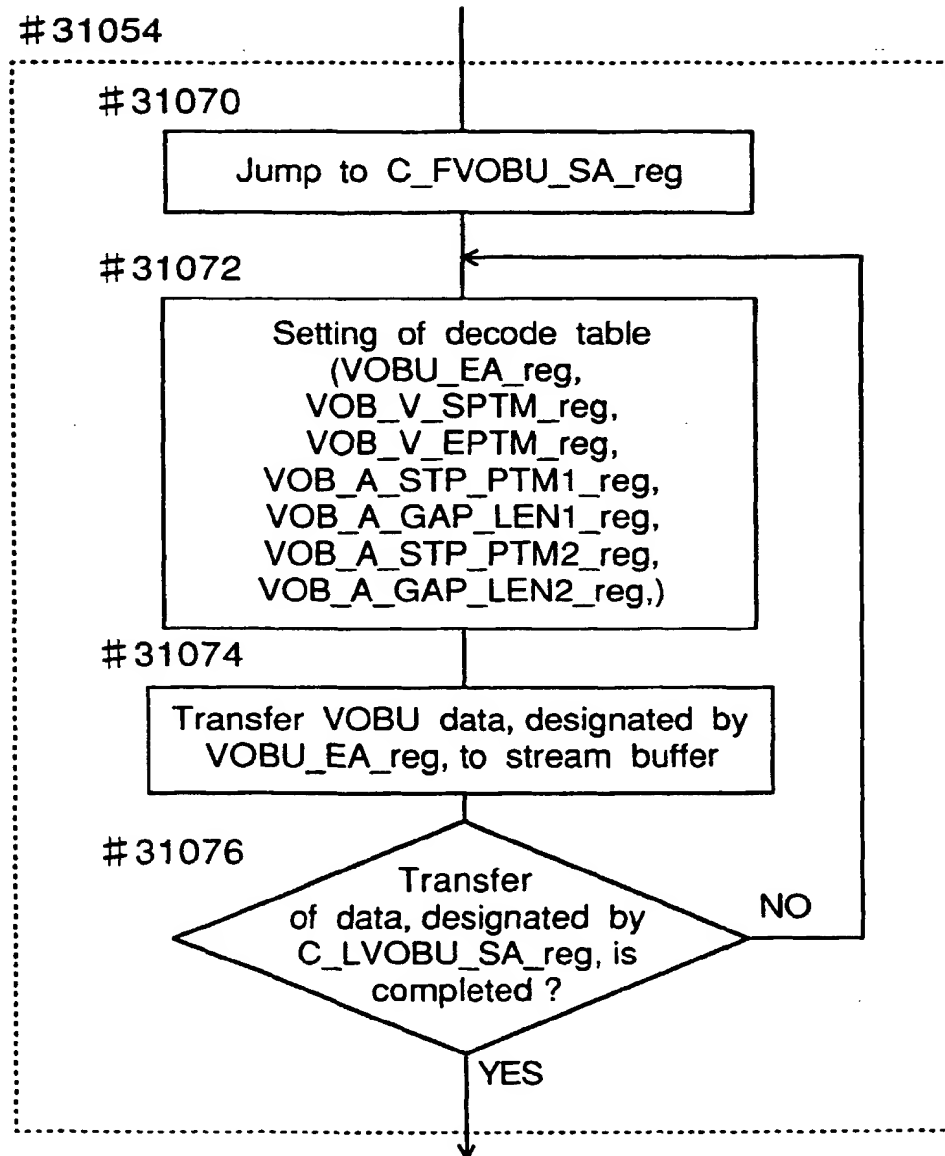 #31054
#31070
Jump to C_FVOBU_SA_reg
#31072
Setting of decode table
(VOBU_EA_reg,
VOB_V_SPTM_reg,
VOB_V_EPTM_reg,
VOB_A_STP_PTM1_reg,
VOB_A_GAP_LEN1_reg,
VOB_A_STP_PTM2_reg,
VOB_A_GAP_LEN2_reg,)
#31074
Transfer VOBU data, designated by
VOBU_EA_reg, to stream buffer
#31076
Transfer
of data, designated by
C_LVOBU_SA_reg, is
completed ?
NO
YES